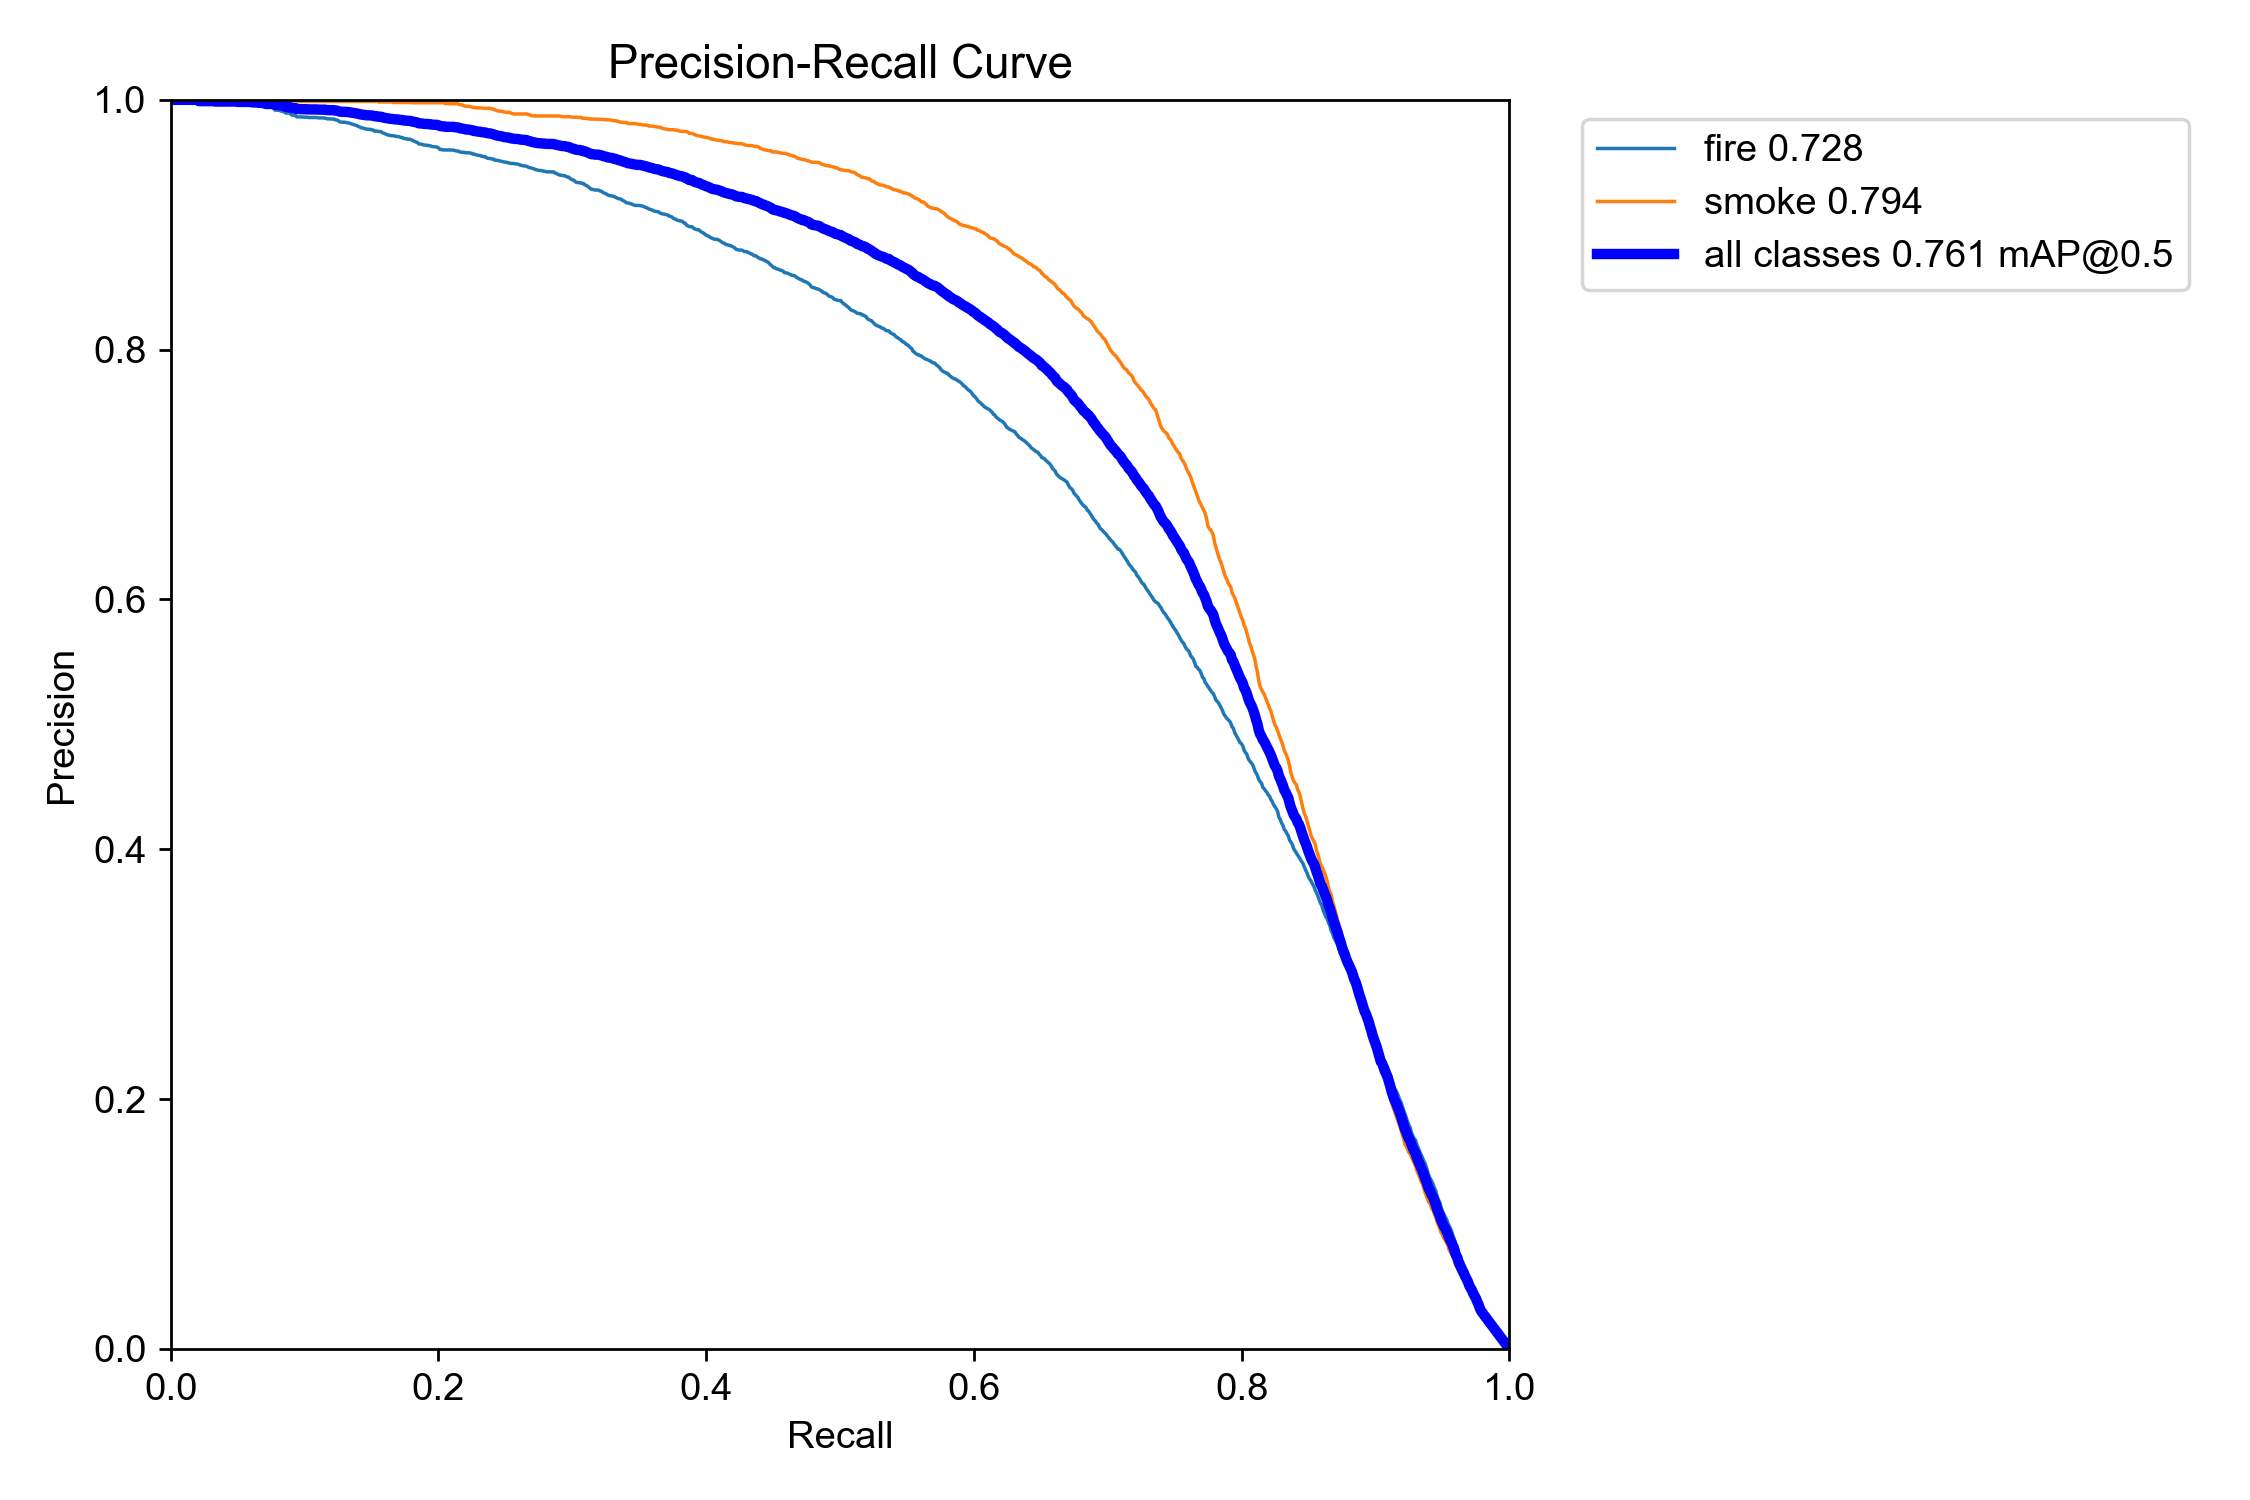 Precision-Recall Curve
1.0
0.8
0.6
0.4
0.2
0.0
Precision
0.0 0.2 0.4 0.6 0.8 1.0
Recall
fire 0.728
smoke 0.794
all classes 0.761 mAP@0.5